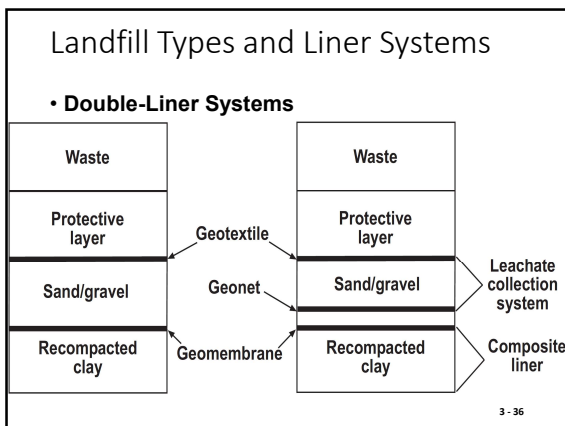 Landfill Types and Liner Systems
• Double-Liner Systems
Waste
Protective
layer
Sand/gravel
Recompacted
clay
Geotextile
Geonet
Geomembrane
Waste
Protective
layer
Sand/gravel
Recompacted
clay
Leachate
collection
system
Composite
liner
3 - 36